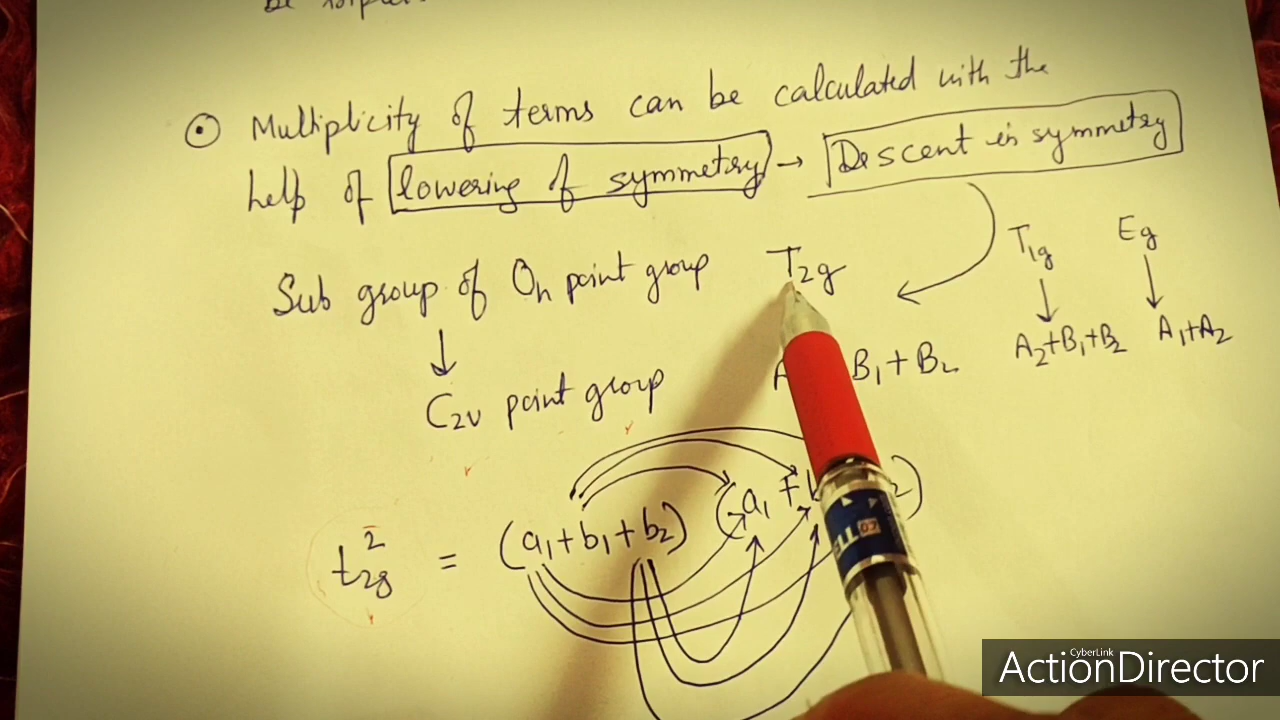 ⊙ Multiplicity of terms can be calculated with the
help of lowering of symmetry → Descent in symmetry
Sub group of Oh point group T2g T1g Eg
↓ ↓ ↓
C2v point group B1 + B2 A2+B1+B2 A1+A2
t2g² = (a1+b1+b2) (a1 +
CyberLink
ActionDirector